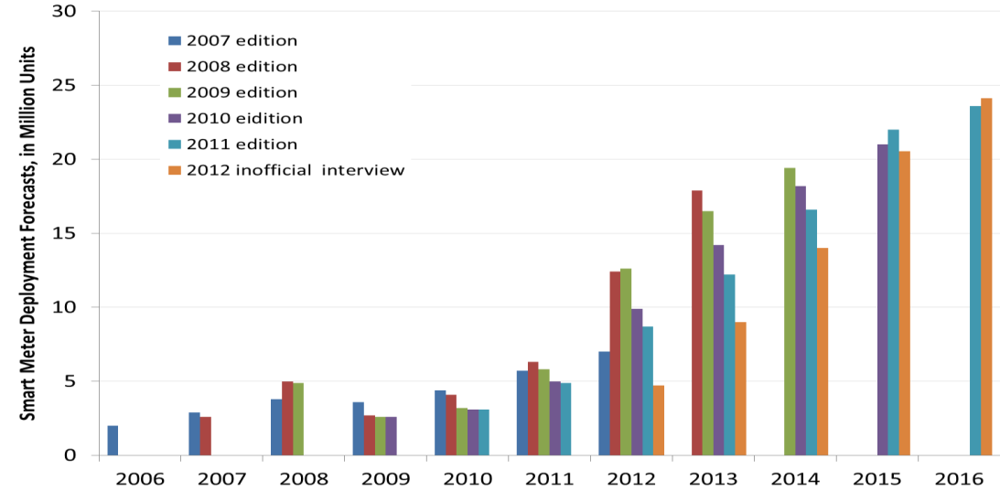 Smart Meter Deployment Forecasts, in Million Units
30
25
20
15
10
5
0
2007 edition
2008 edition
2009 edition
2010 eidition
2011 edition
2012 inofficial interview
2006 2007 2008 2009 2010 2011 2012 2013 2014 2015 2016